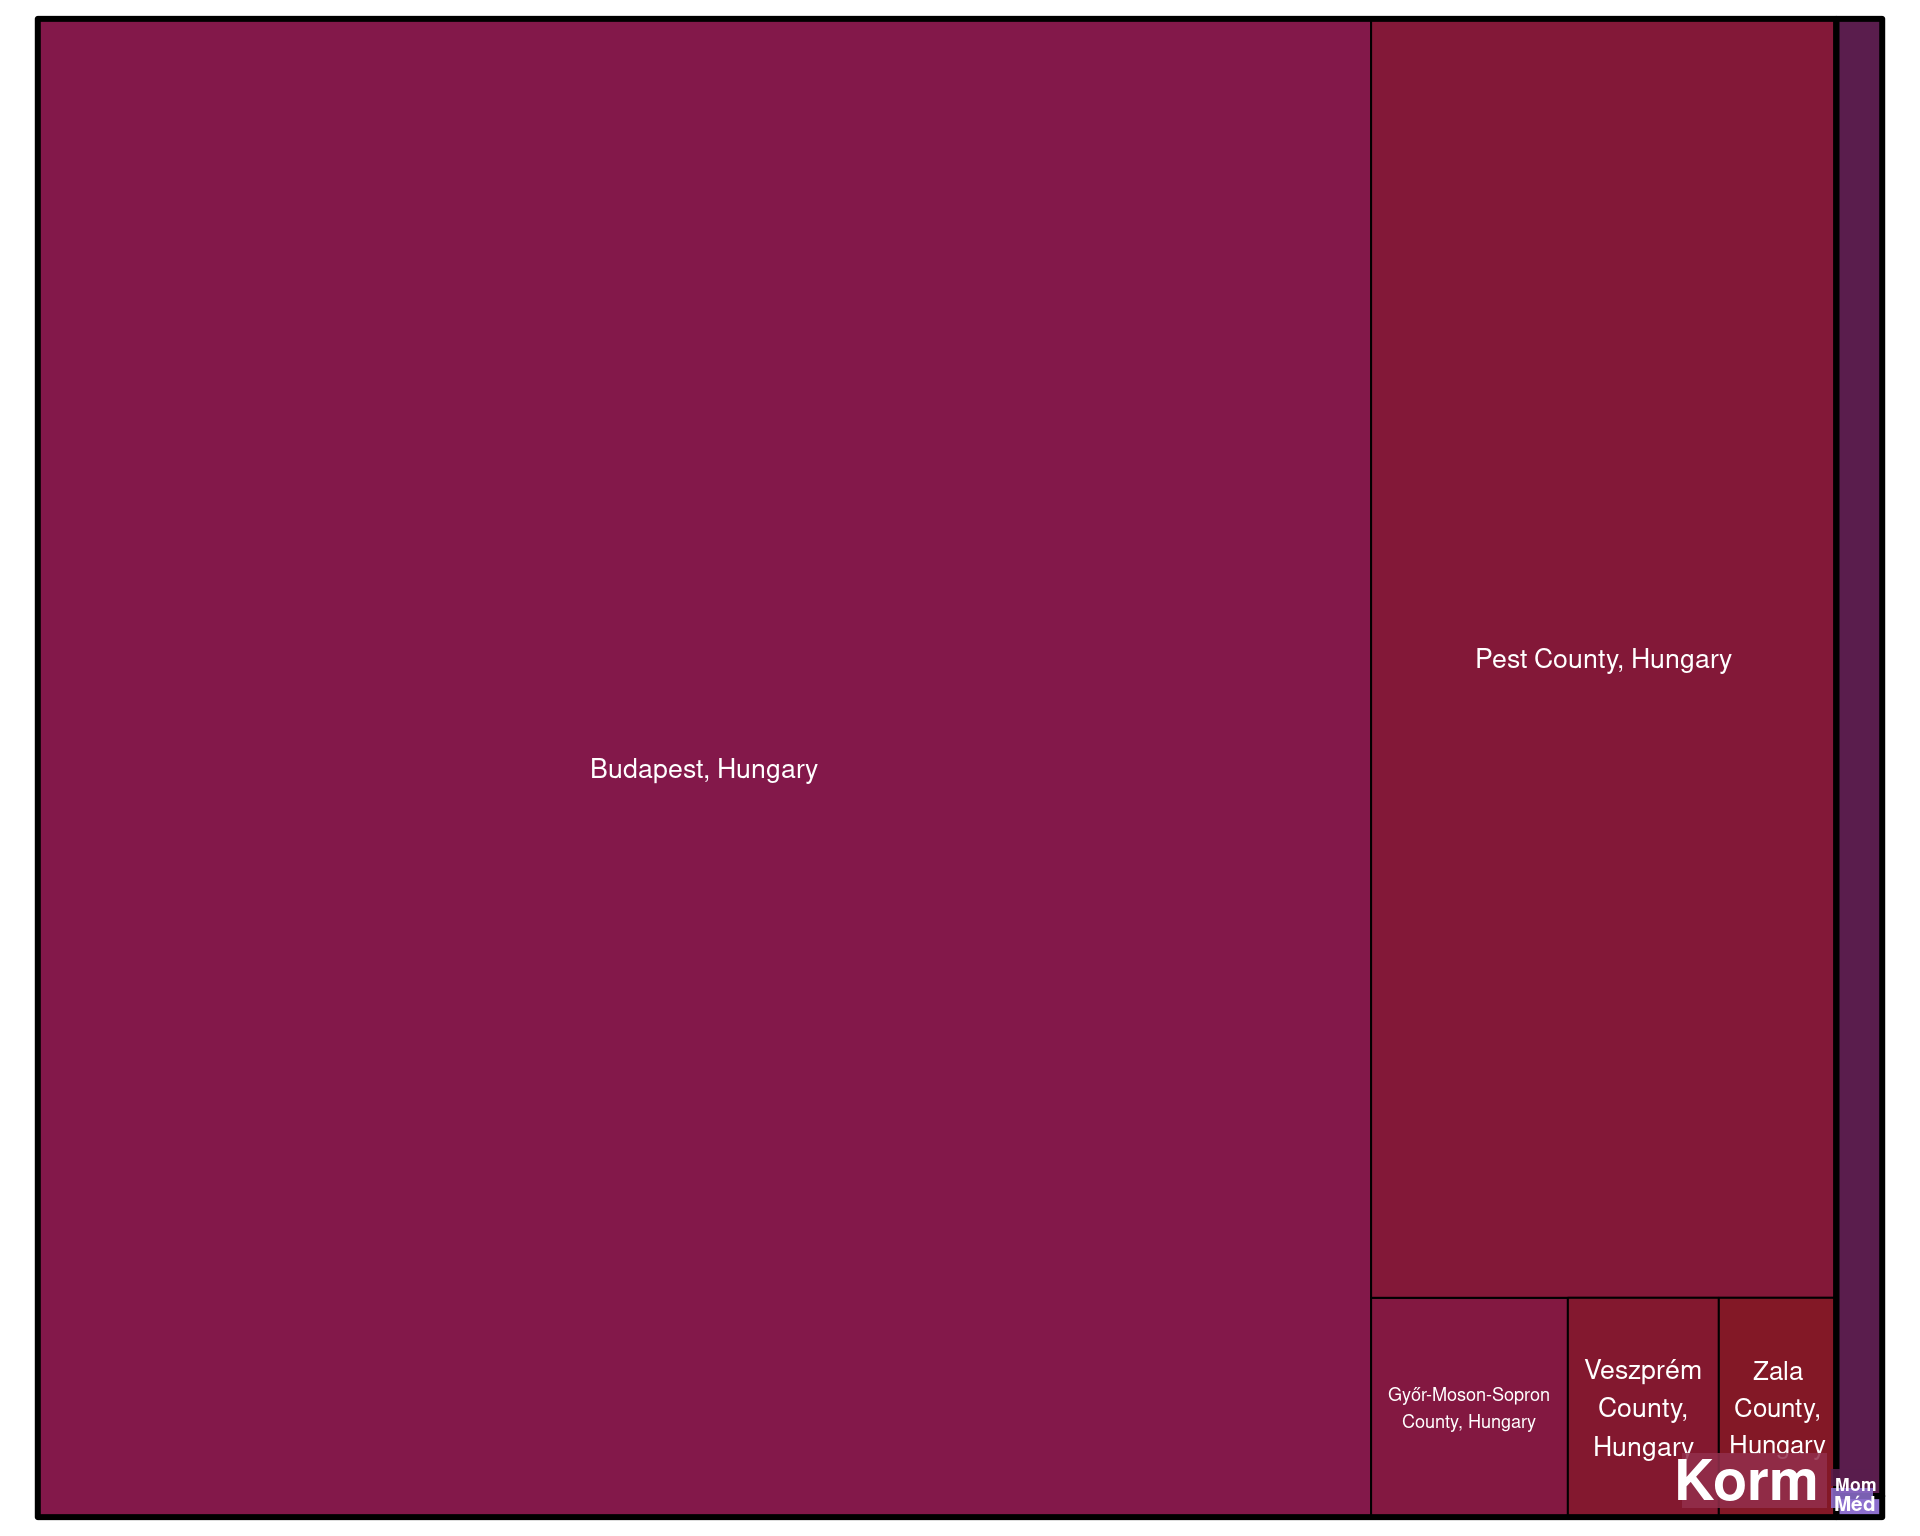 Pest County, Hungary
Budapest, Hungary
Győr-Moson-Sopron
County, Hungary
Veszprém
County,
Hungary
Zala
County,
Hungary
Korm
Mom
Méd